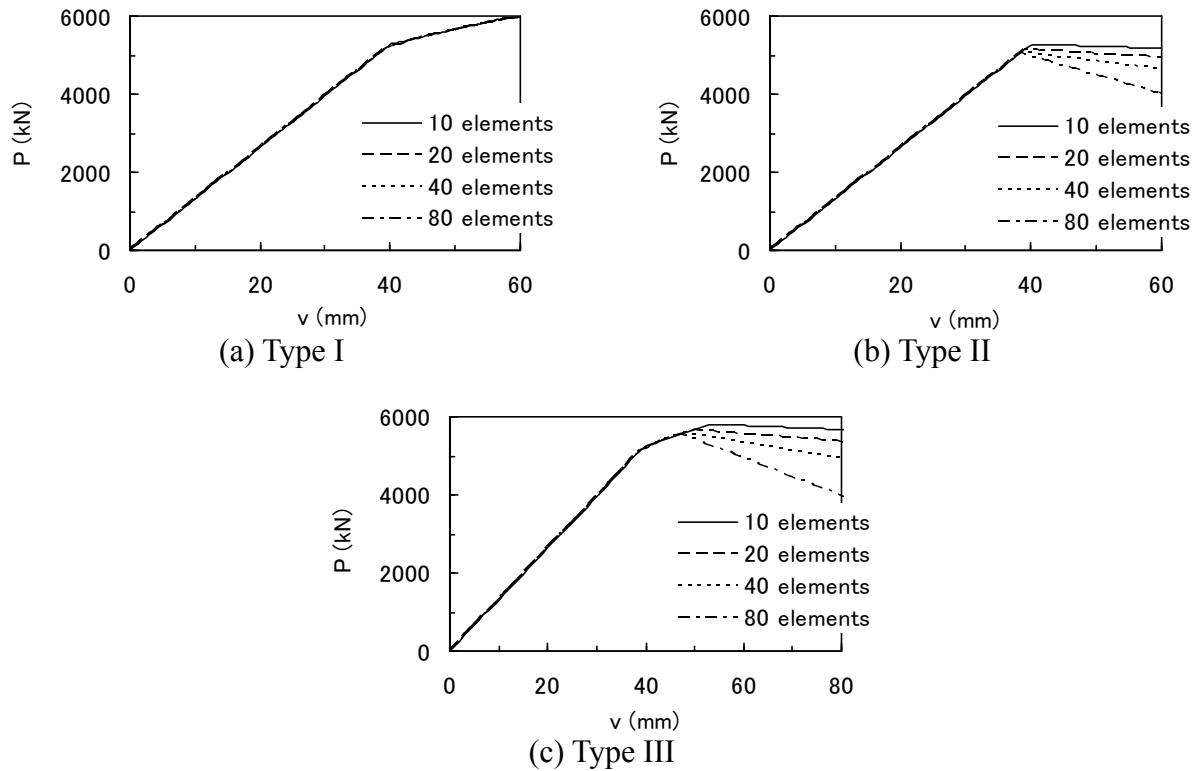 6000
4000
2000
0
P (kN)
10 elements
20 elements
40 elements
80 elements
0 20 40 60
v (mm)
(a) Type I
6000
4000
2000
0
P (kN)
10 elements
20 elements
40 elements
80 elements
0 20 40 60
v (mm)
(b) Type II
6000
4000
2000
0
P (kN)
10 elements
20 elements
40 elements
80 elements
0 20 40 60 80
v (mm)
(c) Type III